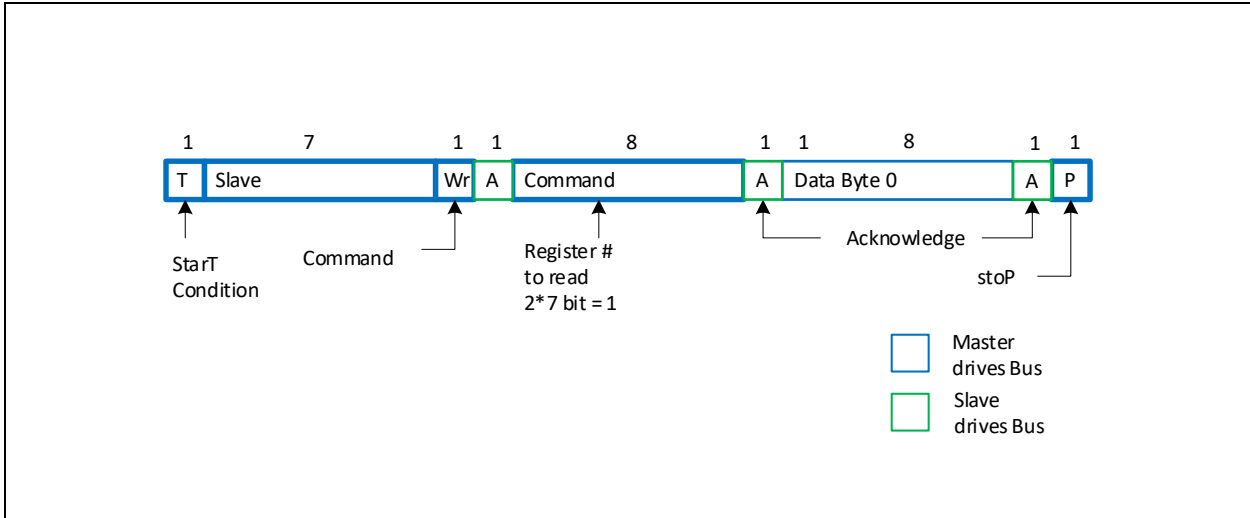 1 7 1 1 8 1 1 8 1 1
T Slave Wr A Command A Data Byte 0 A P
StarT
Condition
Command
Register #
to read
2*7 bit = 1
Acknowledge
stoP
Master
drives Bus
Slave
drives Bus